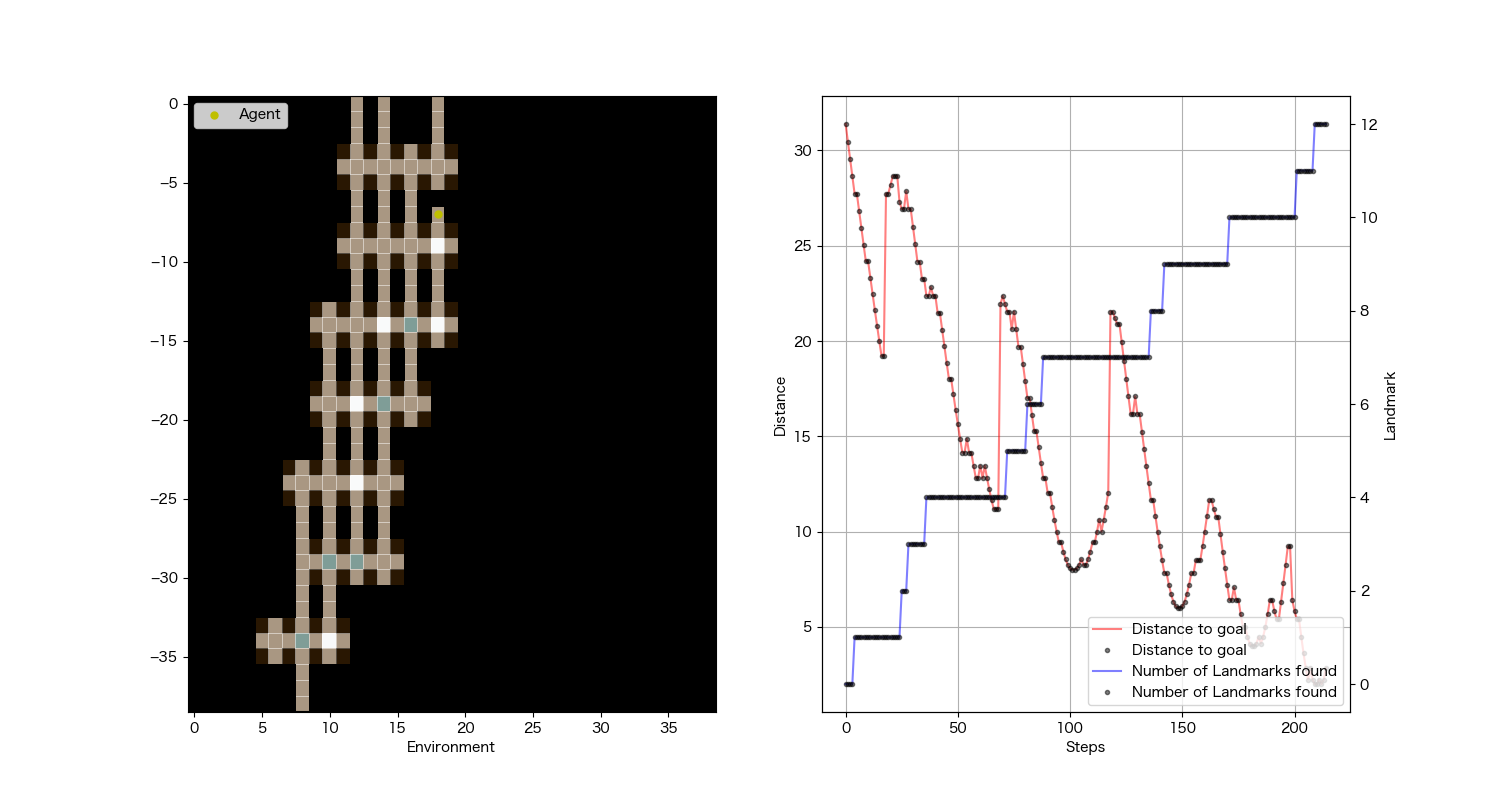 Agent
0
−5
−10
−15
−20
−25
−30
−35
0 5 10 15 20 25 30 35
Environment
30
25
20
15
10
5
Distance
0 50 100 150 200
Steps
12
10
8
6
4
2
0
Landmark
Distance to goal
Distance to goal
Number of Landmarks found
Number of Landmarks found